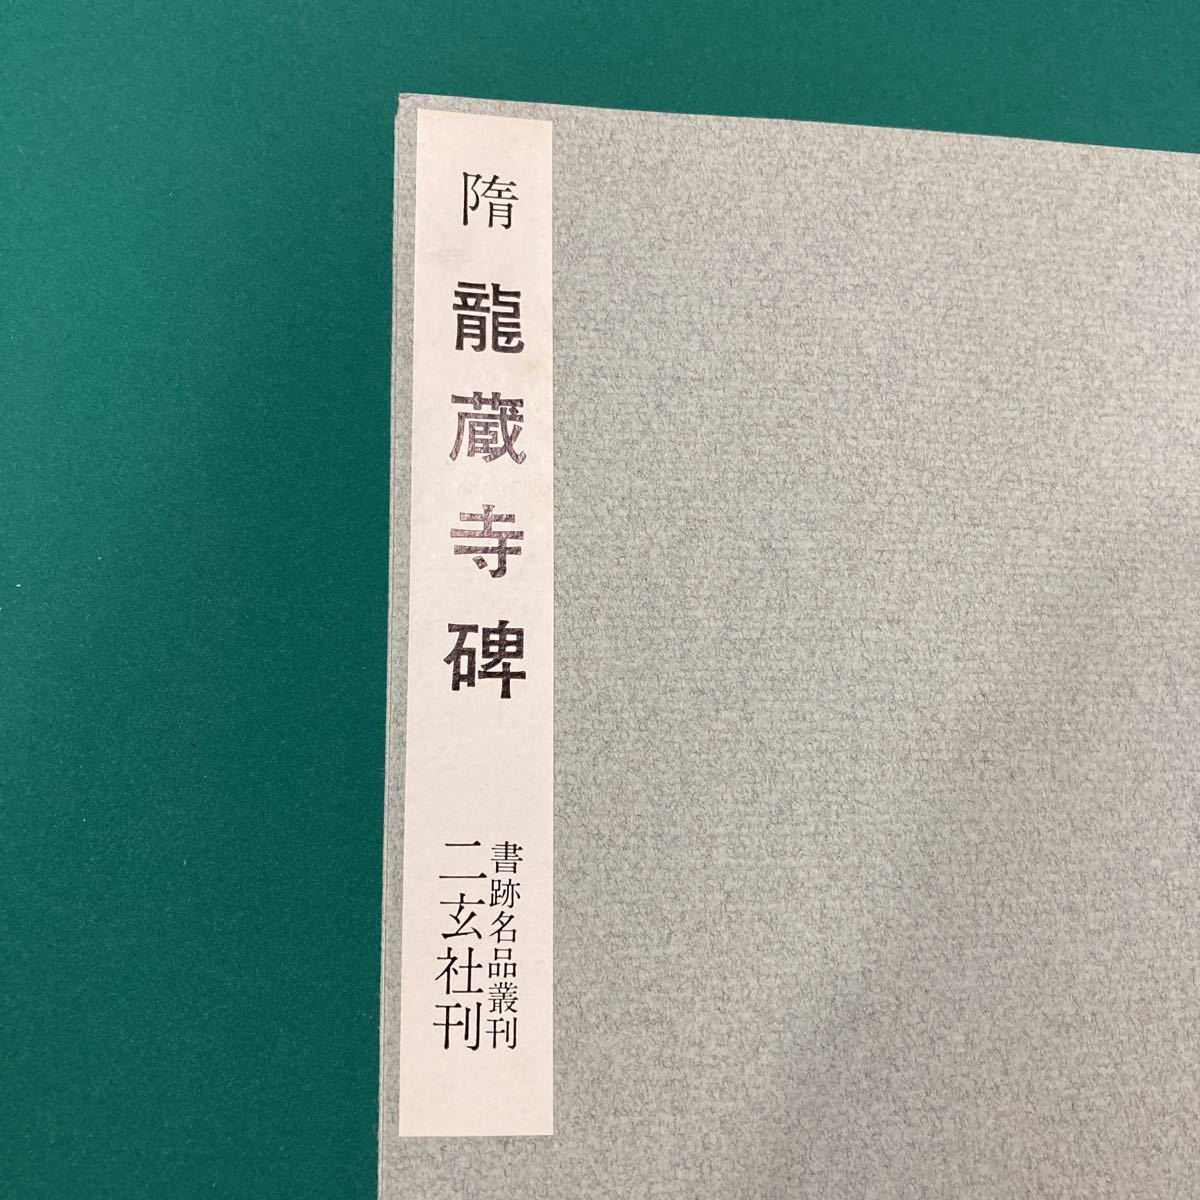 隋 龍蔵寺碑
書跡名品叢刊
二玄社刊